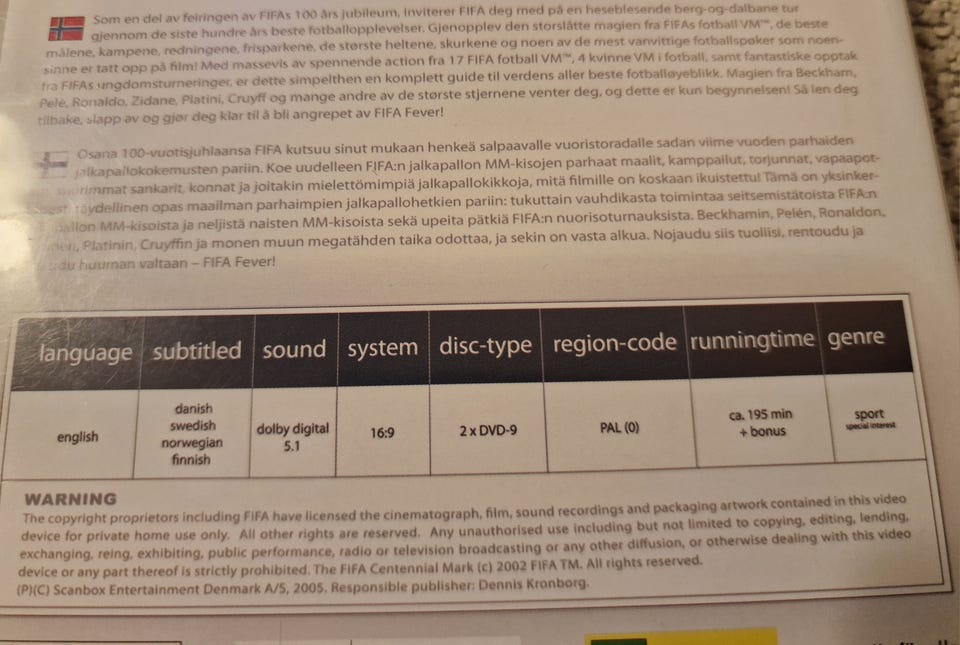 Som en del av feiringen av FIFAs 100 års jubileum, inviterer FIFA deg med på en heseblesende berg-og-dalbane tur
gjennom de siste hundre års beste fotballopplevelser. Gjenopplev den storslåtte magien fra FIFAs fotball VM™, de beste
målene, kampene, redningene, frisparkene, de største heltene, skurkene og noen av de mest vanvittige fotballspøker som noen-
sinne er tatt opp på film! Med massevis av spennende action fra 17 FIFA fotball VM™, 4 kvinne VM i fotball, samt fantastiske opptak
fra FIFAs ungdomsturneringer, er dette simpelthen en komplett guide til verdens aller beste fotballøyeblikk. Magien fra Beckham,
Pelé, Ronaldo, Zidane, Platini, Cruyff og mange andre av de største stjernene venter deg, og dette er kun begynnelsen! Så len deg
tilbake, slapp av og gjør deg klar til å bli angrepet av FIFA Fever!
Osana 100-vuotisjuhlaansa FIFA kutsuu sinut mukaan henkeä salpaavalle vuoristoradalle sadan viime vuoden parhaiden
jalkapallokokemusten pariin. Koe uudelleen FIFA:n jalkapallon MM-kisojen parhaat maalit, kamppailut, torjunnat, vapaapot-
sankarit, konnat ja joitakin mielettömimpiä jalkapallokikkoja, mitä filmille on koskaan ikuistettu! Tämä on yksinker-
täydellinen opas maailman parhaimpien jalkapallohetkien pariin: tukuttain vauhdikasta toimintaa seitsemistätoista FIFA:n
MM-kisoista ja neljistä naisten MM-kisoista sekä upeita pätkiä FIFA:n nuorisoturnauksista. Beckhamin, Pelén, Ronaldon,
Platinin, Cruyffin ja monen muun megatähden taika odottaa, ja sekin on vasta alkua. Nojaudu siis tuoliisi, rentoudu ja
huuman valtaan – FIFA Fever!
language subtitled sound system disc-type region-code runningtime genre
english
danish
swedish
norwegian
finnish
dolby digital
5.1
16:9
2 x DVD-9
PAL (0)
ca. 195 min
+ bonus
sport
special interest
WARNING
The copyright proprietors including FIFA have licensed the cinematograph, film, sound recordings and packaging artwork contained in this video
device for private home use only. All other rights are reserved. Any unauthorised use including but not limited to copying, editing, lending,
exchanging, reing, exhibiting, public performance, radio or television broadcasting or any other diffusion, or otherwise dealing with this video
device or any part thereof is strictly prohibited. The FIFA Centennial Mark (c) 2002 FIFA TM. All rights reserved.
(P)(C) Scanbox Entertainment Denmark A/S, 2005. Responsible publisher: Dennis Kronborg.